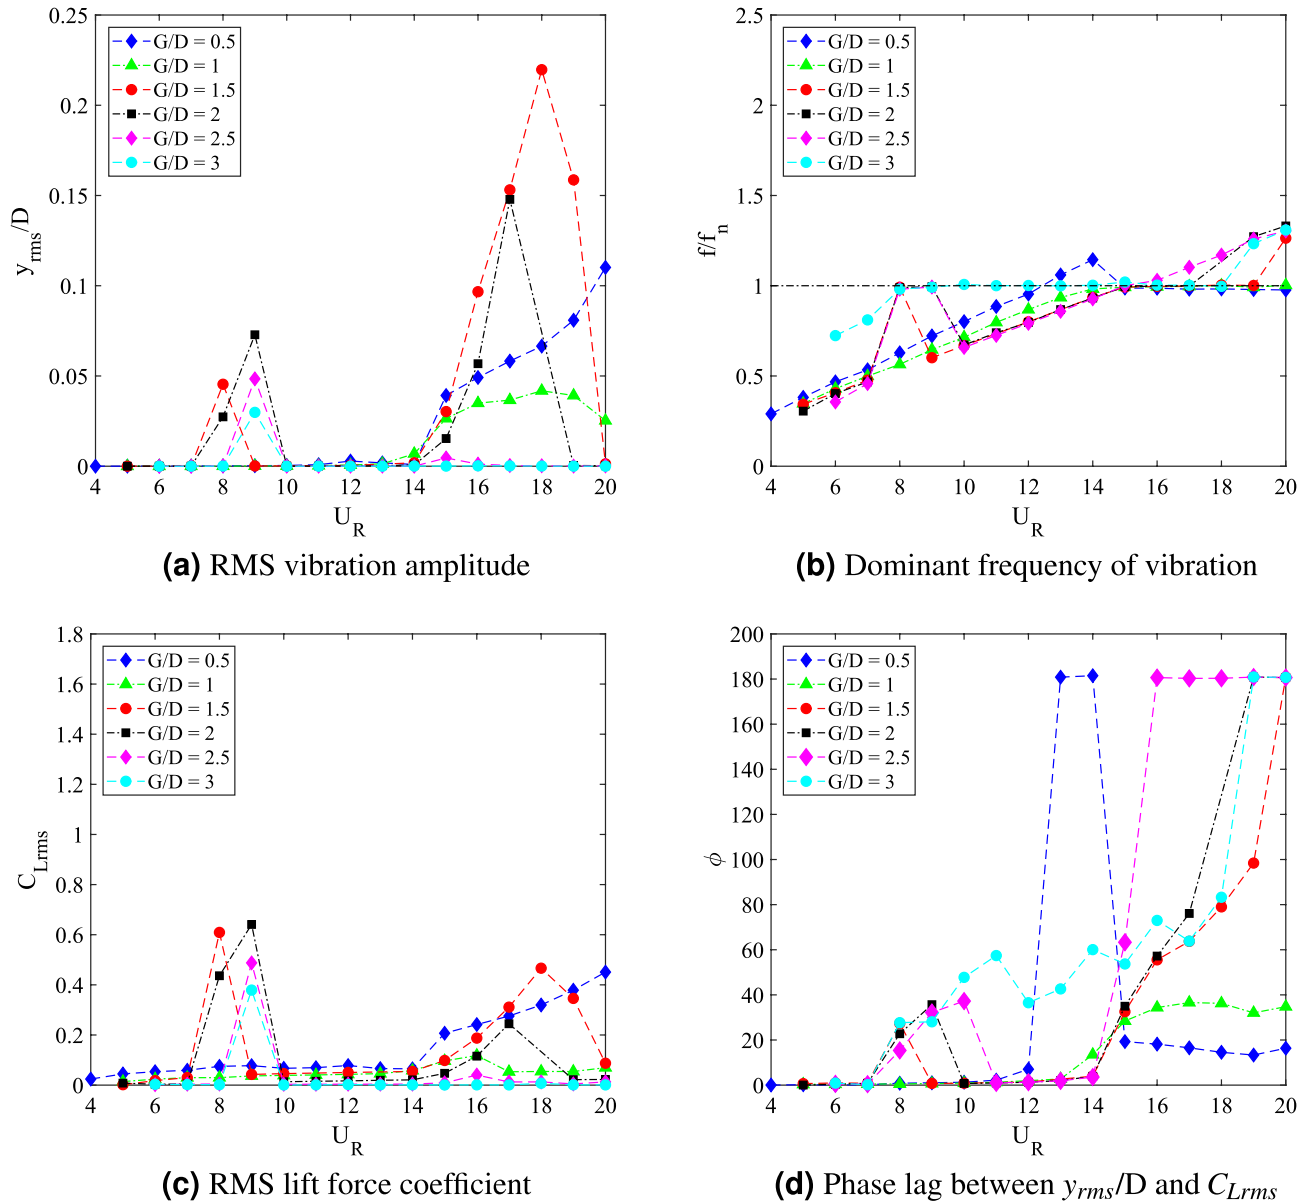 0.25
0.2
0.15
0.1
0.05
0
y_rms/D
G/D = 0.5
G/D = 1
G/D = 1.5
G/D = 2
G/D = 2.5
G/D = 3
4 6 8 10 12 14 16 18 20
U_R
(a) RMS vibration amplitude
2.5
2
1.5
1
0.5
0
f/f_n
G/D = 0.5
G/D = 1
G/D = 1.5
G/D = 2
G/D = 2.5
G/D = 3
4 6 8 10 12 14 16 18 20
U_R
(b) Dominant frequency of vibration
1.8
1.6
1.4
1.2
1
0.8
0.6
0.4
0.2
0
C_Lrms
G/D = 0.5
G/D = 1
G/D = 1.5
G/D = 2
G/D = 2.5
G/D = 3
4 6 8 10 12 14 16 18 20
U_R
(c) RMS lift force coefficient
200
180
160
140
120
100
80
60
40
20
0
ϕ
G/D = 0.5
G/D = 1
G/D = 1.5
G/D = 2
G/D = 2.5
G/D = 3
4 6 8 10 12 14 16 18 20
U_R
(d) Phase lag between y_rms/D and C_Lrms